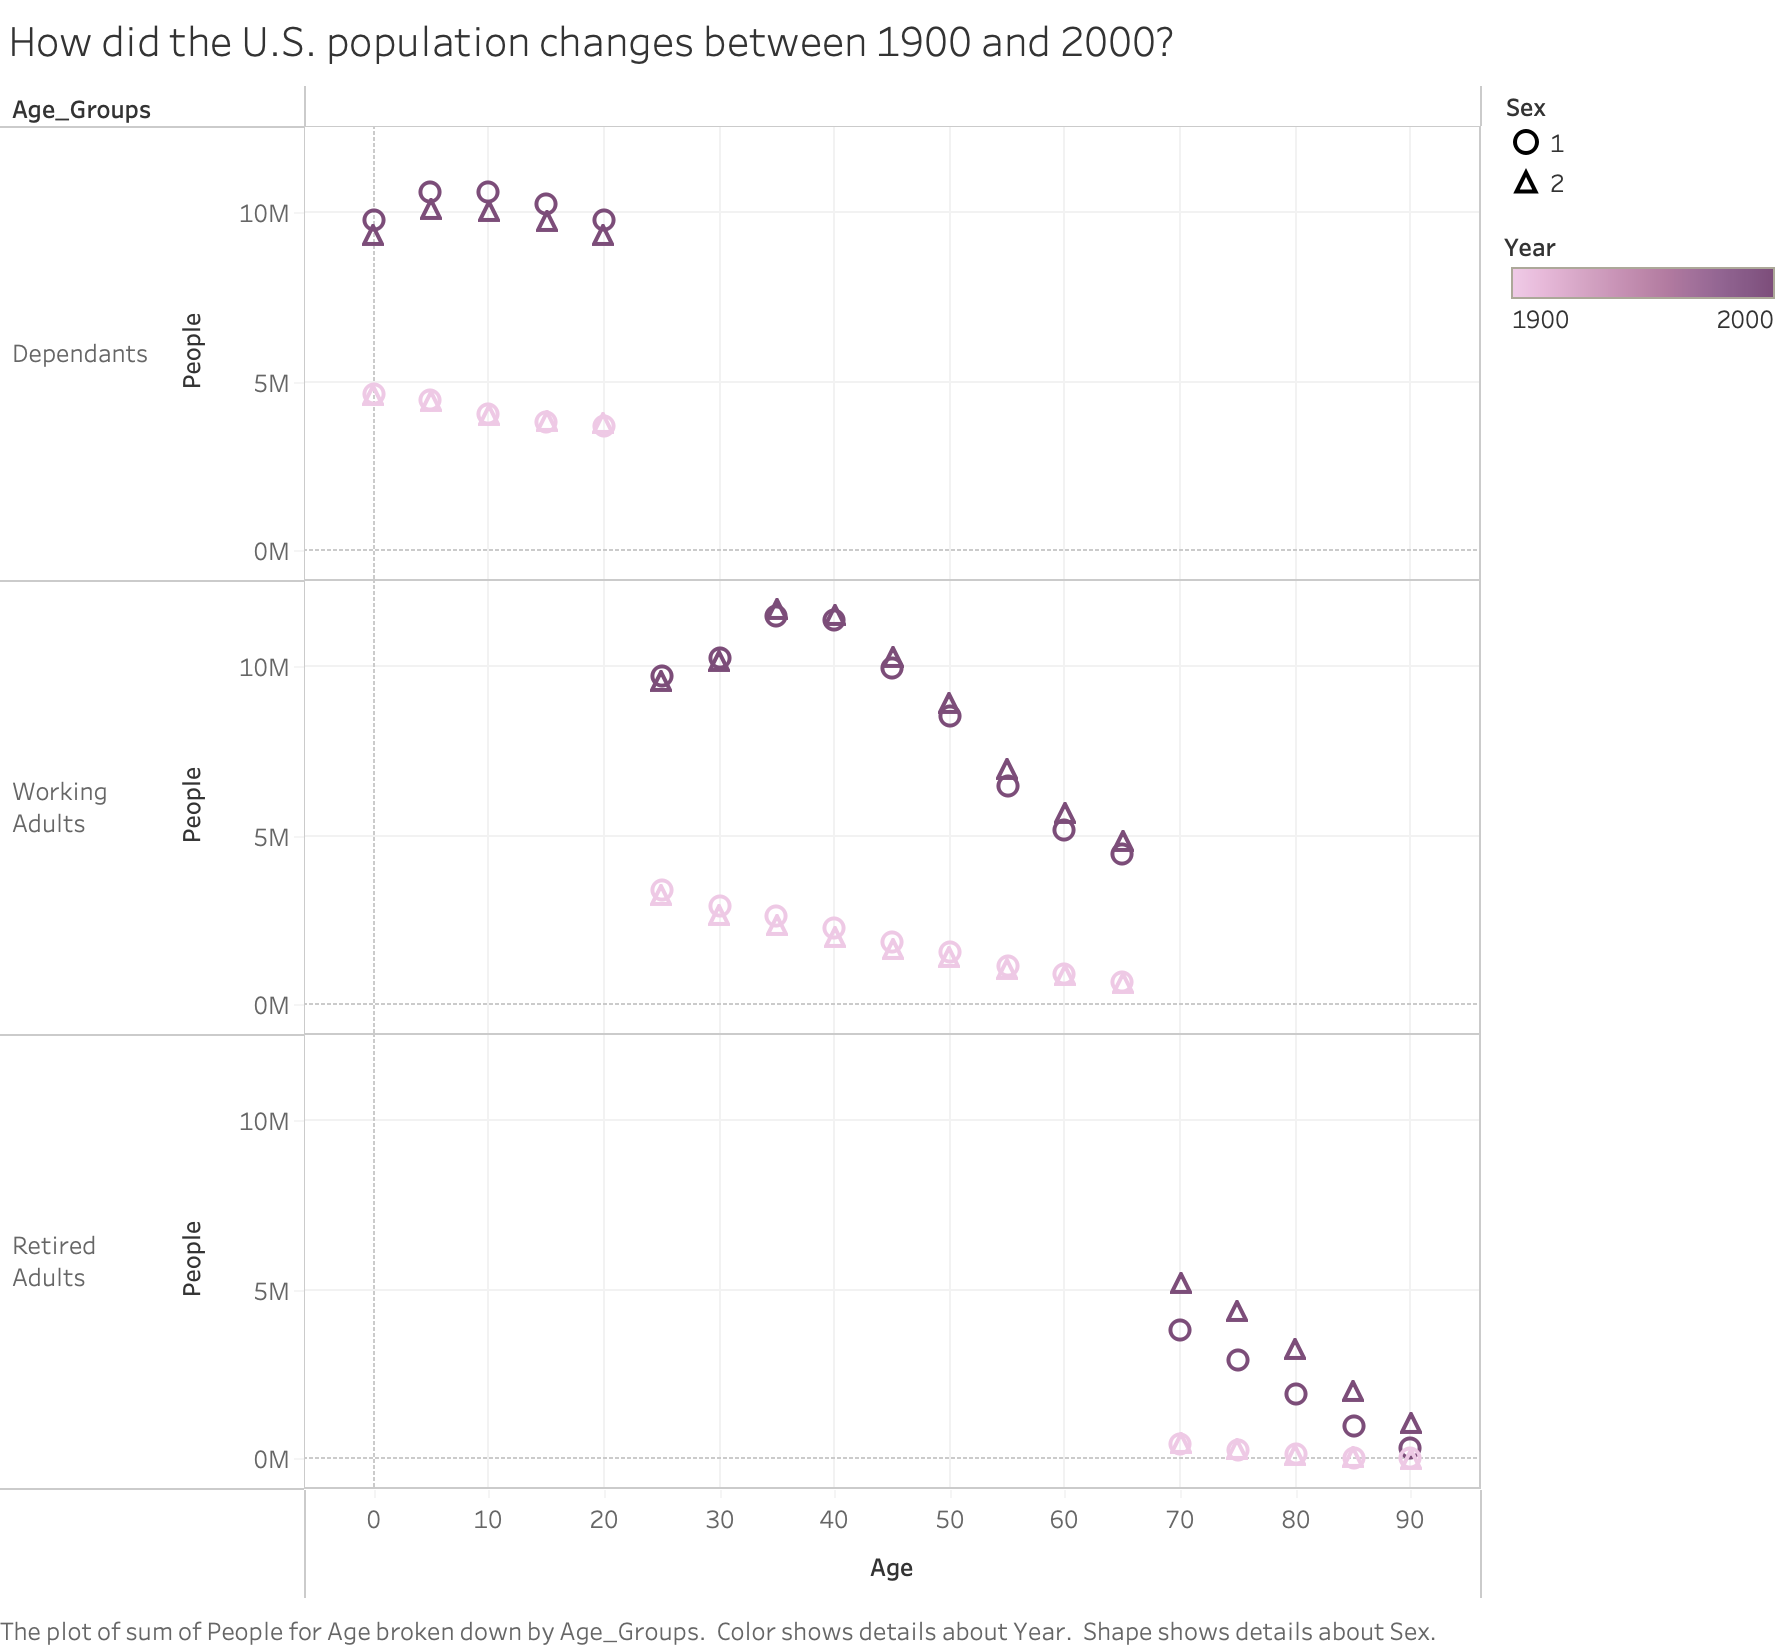 How did the U.S. population changes between 1900 and 2000?
Age_Groups
Sex
1
2
Year
1900 2000
Dependants
People
10M
5M
0M
Working
Adults
People
10M
5M
0M
Retired
Adults
People
10M
5M
0M
0 10 20 30 40 50 60 70 80 90
Age
The plot of sum of People for Age broken down by Age_Groups.  Color shows details about Year.  Shape shows details about Sex.